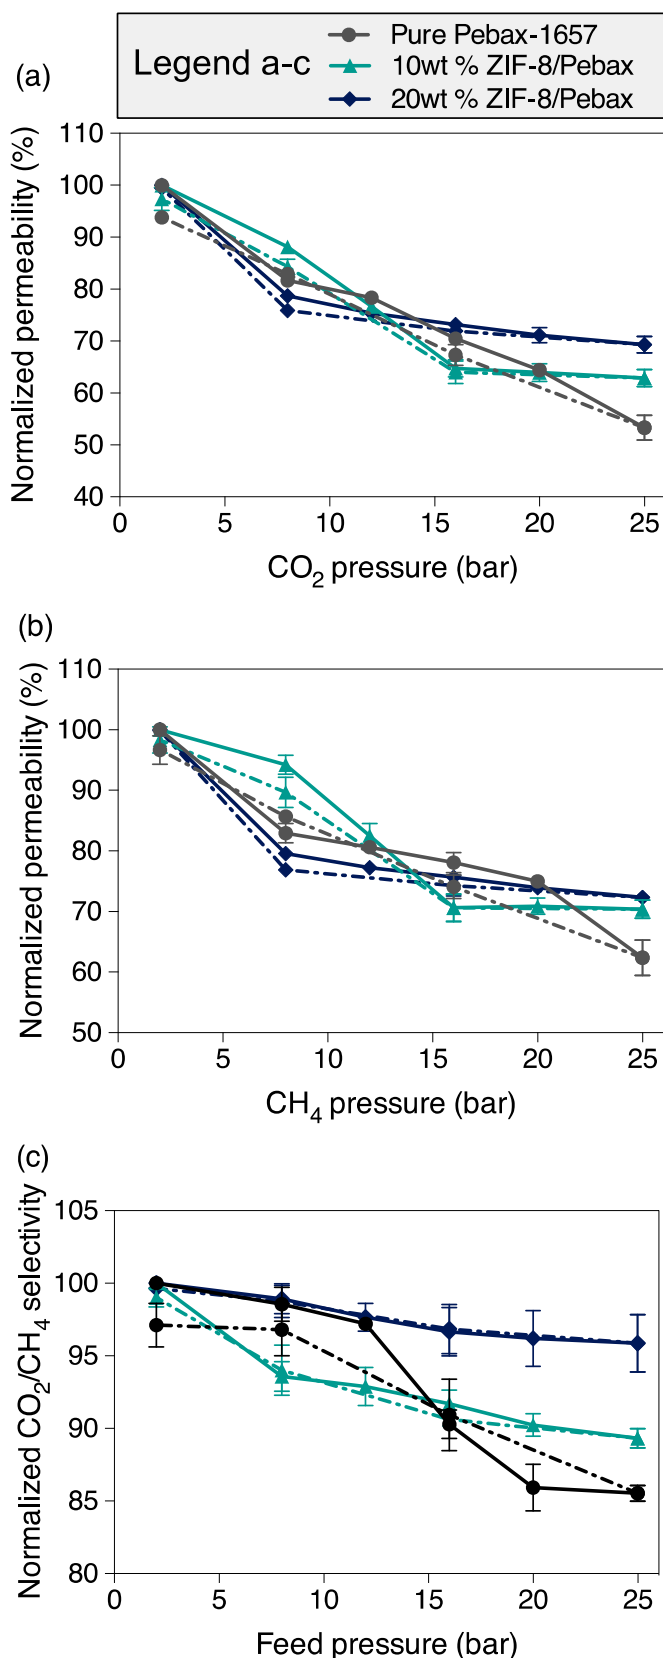 Legend a-c
Pure Pebax-1657
10wt % ZIF-8/Pebax
20wt % ZIF-8/Pebax
(a)
Normalized permeability (%)
110
100
90
80
70
60
50
40
0 5 10 15 20 25
CO₂ pressure (bar)
(b)
Normalized permeability (%)
110
100
90
80
70
60
50
0 5 10 15 20 25
CH₄ pressure (bar)
(c)
Normalized CO₂/CH₄ selectivity
105
100
95
90
85
80
0 5 10 15 20 25
Feed pressure (bar)